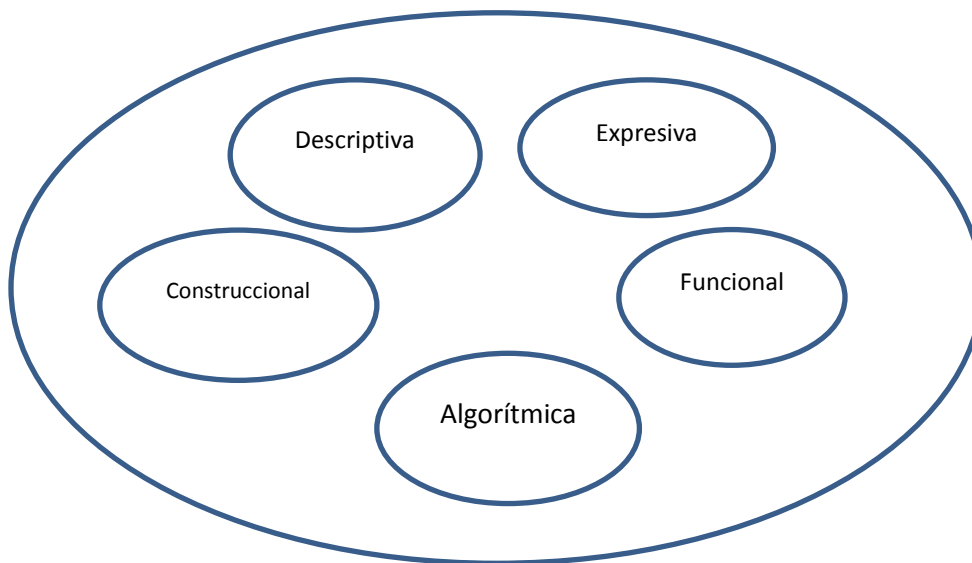 Descriptiva
Expresiva
Construccional
Funcional
Algorítmica